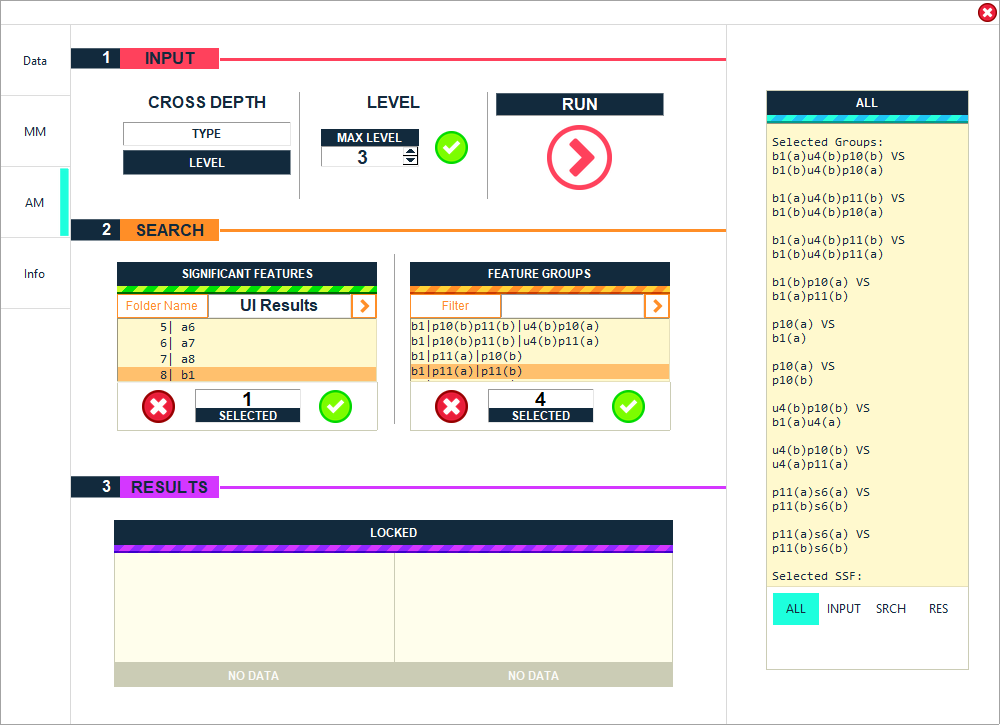 Data
MM
AM
Info
1 INPUT
CROSS DEPTH
TYPE
LEVEL
LEVEL
MAX LEVEL
3
RUN
2 SEARCH
SIGNIFICANT FEATURES
Folder Name UI Results
5| a6
6| a7
7| a8
8| b1
1
SELECTED
FEATURE GROUPS
Filter
b1|p10(b)p11(b)|u4(b)p10(a)
b1|p10(b)p11(b)|u4(b)p11(a)
b1|p11(a)|p10(b)
b1|p11(a)|p11(b)
4
SELECTED
3 RESULTS
LOCKED
NO DATA
NO DATA
ALL
Selected Groups:
b1(a)u4(b)p10(b) VS
b1(b)u4(b)p10(a)
b1(a)u4(b)p11(b) VS
b1(b)u4(b)p10(a)
b1(a)u4(b)p11(b) VS
b1(b)u4(b)p11(a)
b1(b)p10(a) VS
b1(a)p11(b)
p10(a) VS
b1(a)
p10(a) VS
p10(b)
u4(b)p10(b) VS
b1(a)u4(a)
u4(b)p10(b) VS
u4(a)p11(a)
p11(a)s6(a) VS
p11(b)s6(b)
p11(a)s6(a) VS
p11(b)s6(b)
Selected SSF:
ALL INPUT SRCH RES